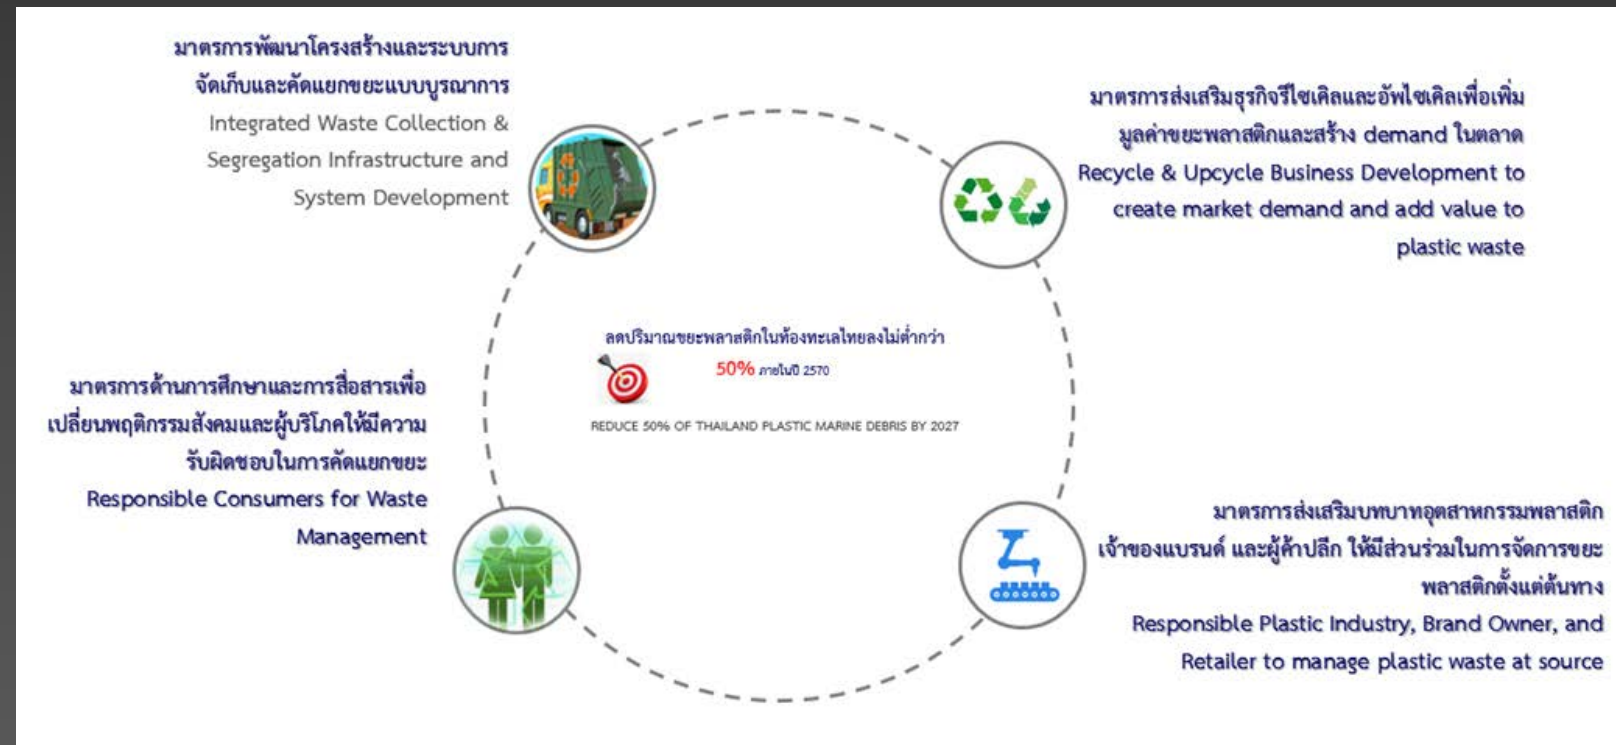 มาตรการพัฒนาโครงสร้างและระบบการ
จัดเก็บและคัดแยกขยะแบบบูรณาการ
Integrated Waste Collection &
Segregation Infrastructure and
System Development
มาตรการส่งเสริมธุรกิจรีไซเคิลและอัพไซเคิลเพื่อเพิ่ม
มูลค่าขยะพลาสติกและสร้าง demand ในตลาด
Recycle & Upcycle Business Development to
create market demand and add value to
plastic waste
ลดปริมาณขยะพลาสติกในท้องทะเลไทยลงไม่ต่ำกว่า
50% ภายในปี 2570
REDUCE 50% OF THAILAND PLASTIC MARINE DEBRIS BY 2027
มาตรการด้านการศึกษาและการสื่อสารเพื่อ
เปลี่ยนพฤติกรรมสังคมและผู้บริโภคให้มีความ
รับผิดชอบในการคัดแยกขยะ
Responsible Consumers for Waste
Management
มาตรการส่งเสริมบทบาทอุตสาหกรรมพลาสติก
เจ้าของแบรนด์ และผู้ค้าปลีก ให้มีส่วนร่วมในการจัดการขยะ
พลาสติกตั้งแต่ต้นทาง
Responsible Plastic Industry, Brand Owner, and
Retailer to manage plastic waste at source